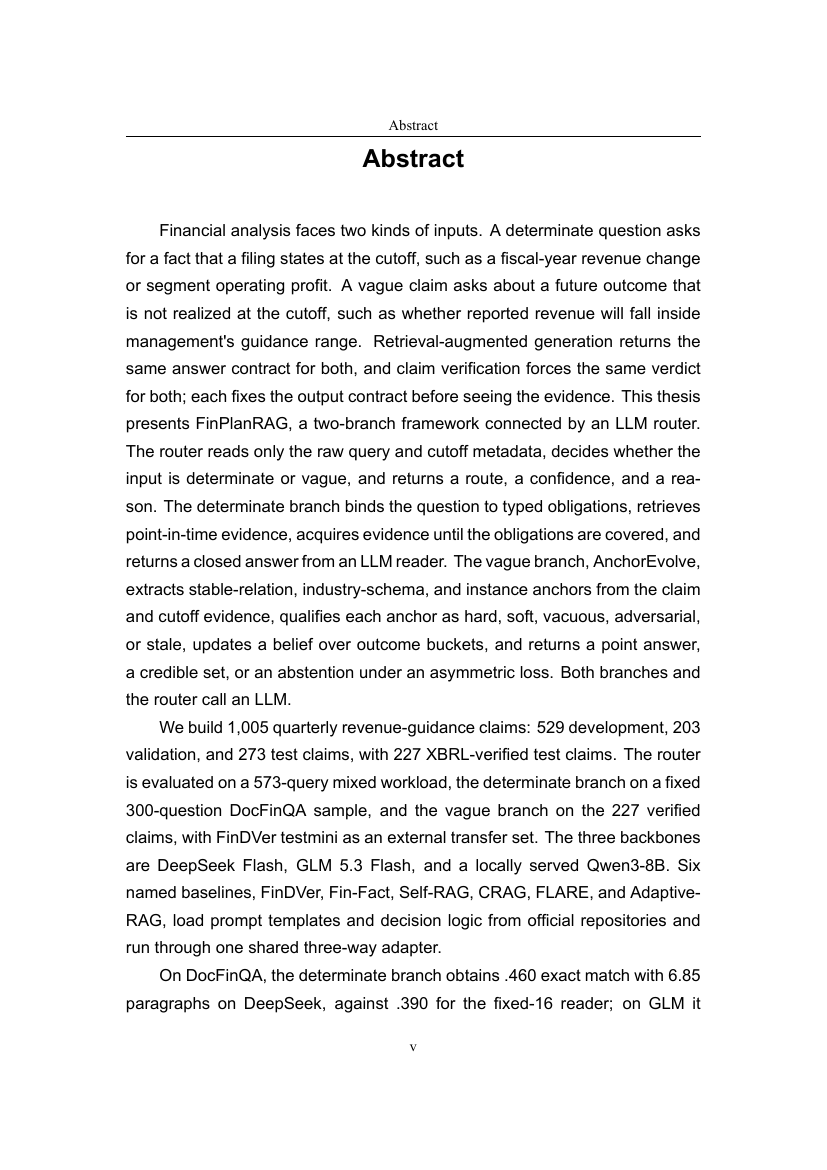 Abstract
Abstract
Financial analysis faces two kinds of inputs. A determinate question asks
for a fact that a filing states at the cutoff, such as a fiscal-year revenue change
or segment operating profit. A vague claim asks about a future outcome that
is not realized at the cutoff, such as whether reported revenue will fall inside
management's guidance range. Retrieval-augmented generation returns the
same answer contract for both, and claim verification forces the same verdict
for both; each fixes the output contract before seeing the evidence. This thesis
presents FinPlanRAG, a two-branch framework connected by an LLM router.
The router reads only the raw query and cutoff metadata, decides whether the
input is determinate or vague, and returns a route, a confidence, and a rea-
son. The determinate branch binds the question to typed obligations, retrieves
point-in-time evidence, acquires evidence until the obligations are covered, and
returns a closed answer from an LLM reader. The vague branch, AnchorEvolve,
extracts stable-relation, industry-schema, and instance anchors from the claim
and cutoff evidence, qualifies each anchor as hard, soft, vacuous, adversarial,
or stale, updates a belief over outcome buckets, and returns a point answer,
a credible set, or an abstention under an asymmetric loss. Both branches and
the router call an LLM.
We build 1,005 quarterly revenue-guidance claims: 529 development, 203
validation, and 273 test claims, with 227 XBRL-verified test claims. The router
is evaluated on a 573-query mixed workload, the determinate branch on a fixed
300-question DocFinQA sample, and the vague branch on the 227 verified
claims, with FinDVer testmini as an external transfer set. The three backbones
are DeepSeek Flash, GLM 5.3 Flash, and a locally served Qwen3-8B. Six
named baselines, FinDVer, Fin-Fact, Self-RAG, CRAG, FLARE, and Adaptive-
RAG, load prompt templates and decision logic from official repositories and
run through one shared three-way adapter.
On DocFinQA, the determinate branch obtains .460 exact match with 6.85
paragraphs on DeepSeek, against .390 for the fixed-16 reader; on GLM it
v